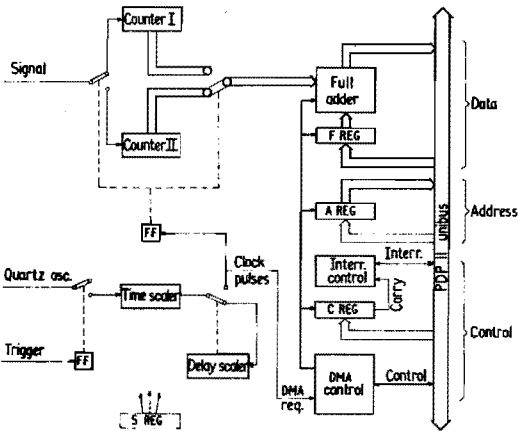 Counter I
Signal
Full
adder
Data
Counter II
F REG
A REG
Address
FF
Interr.
Clock
pulses
Interr.
control
PDP 11 unibus
Quartz osc.
Time scaler
Carry
C REG
Control
Trigger
FF
Delay scaler
DMA
req.
DMA
control
Control
S REG